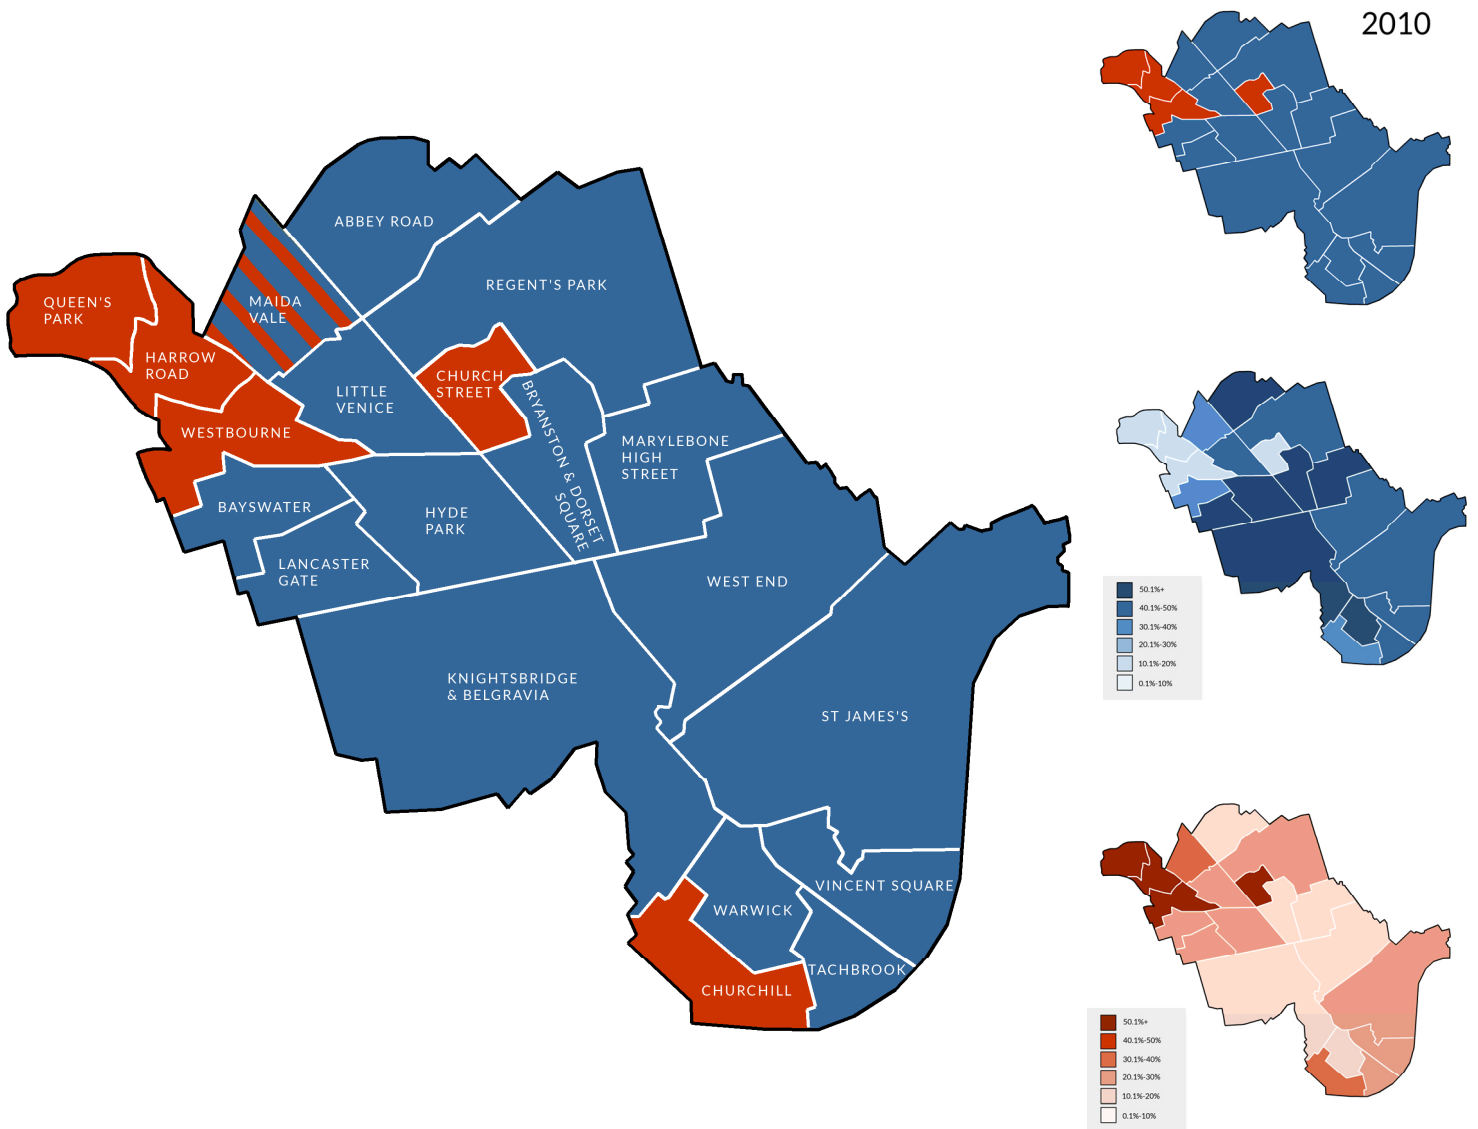 2010
ABBEY ROAD
REGENT'S PARK
QUEEN'S
PARK
MAIDA
VALE
HARROW
ROAD
LITTLE
VENICE
CHURCH
STREET
BRYANSTON & DORSET
SQUARE
MARYLEBONE
HIGH
STREET
WESTBOURNE
BAYSWATER
HYDE
PARK
LANCASTER
GATE
WEST END
KNIGHTSBRIDGE
& BELGRAVIA
ST JAMES'S
VINCENT SQUARE
WARWICK
TACHBROOK
CHURCHILL
50.1%+
40.1%-50%
30.1%-40%
20.1%-30%
10.1%-20%
0.1%-10%
50.1%+
40.1%-50%
30.1%-40%
20.1%-30%
10.1%-20%
0.1%-10%